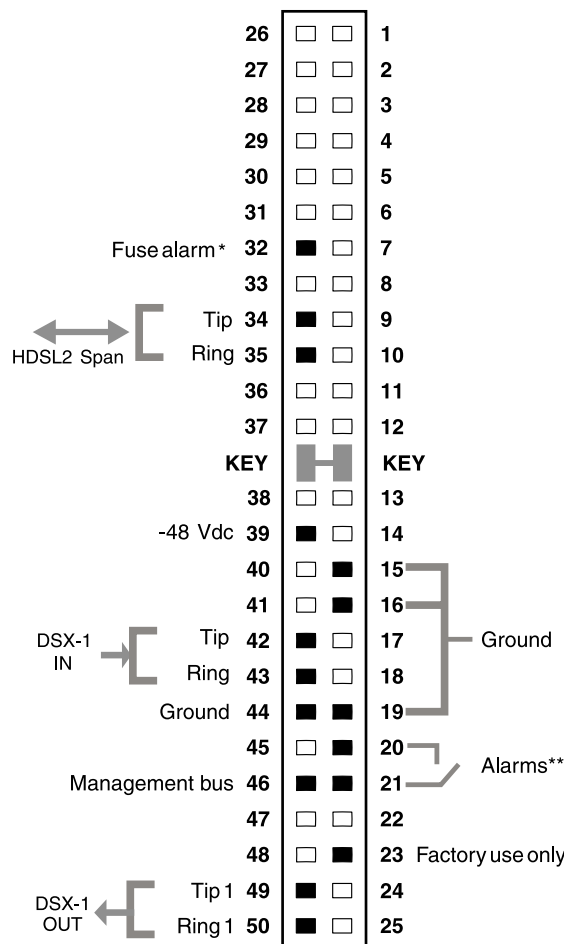 26 1
27 2
28 3
29 4
30 5
31 6
Fuse alarm * 32 7
33 8
Tip 34 9
HDSL2 Span
Ring 35 10
36 11
37 12
KEY KEY
38 13
-48 Vdc 39 14
40 15
41 16
DSX-1
IN
Tip 42 17
Ground
Ring 43 18
Ground 44 19
45 20
Alarms**
Management bus 46 21
47 22
48 23 Factory use only
DSX-1
OUT
Tip 1 49 24
Ring 1 50 25